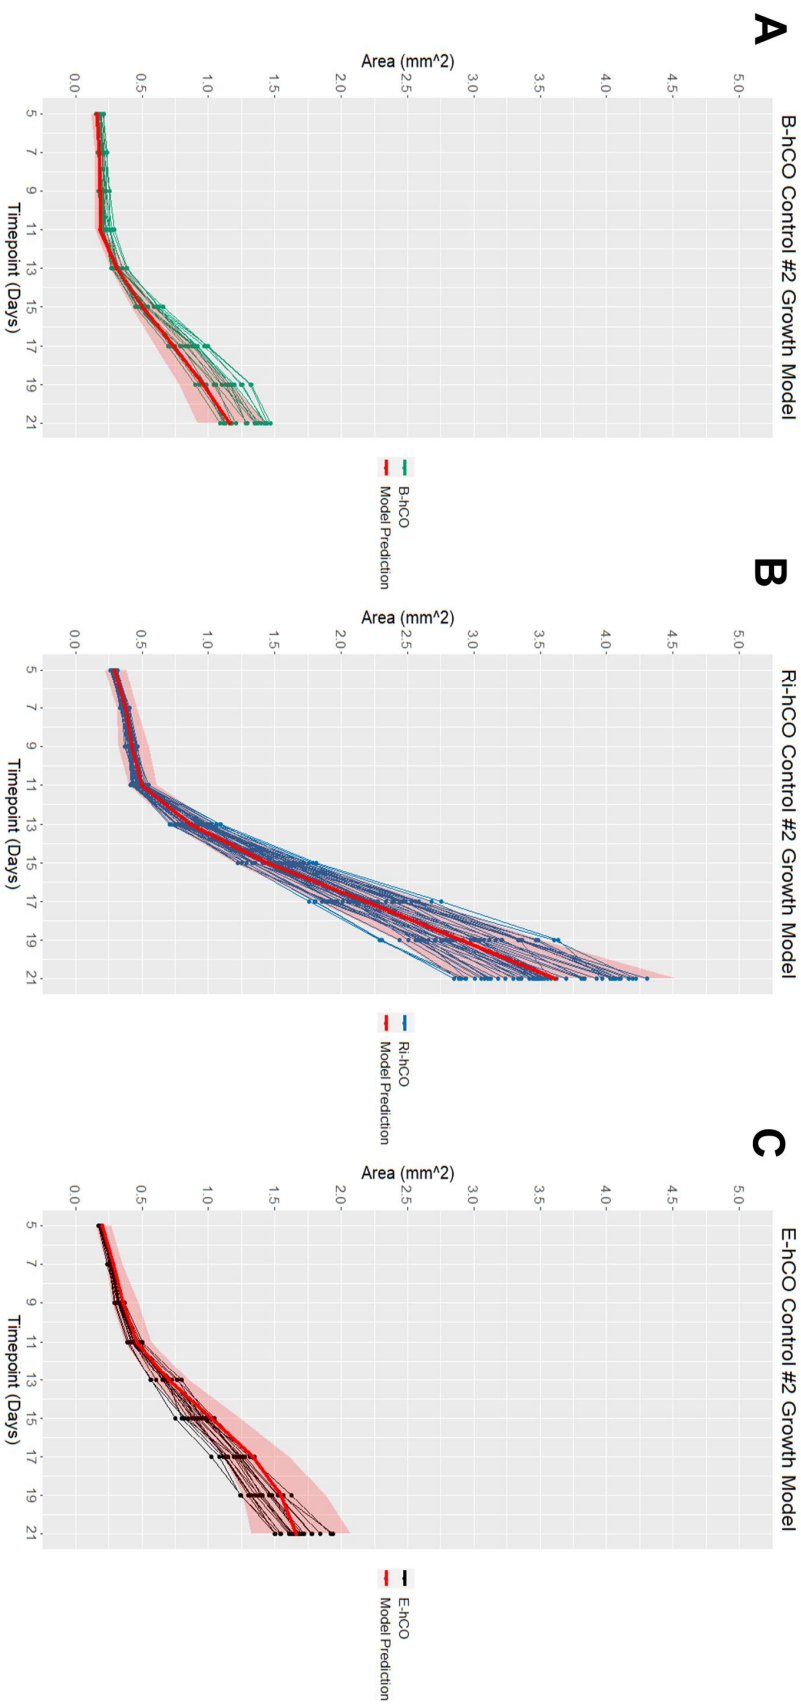 A
B-hCO Control #2 Growth Model
Area (mm^2)
5.0
4.5
4.0
3.5
3.0
2.5
2.0
1.5
1.0
0.5
0.0
5 7 9 11 13 15 17 19 21
Timepoint (Days)
B-hCO
Model Prediction
B
Ri-hCO Control #2 Growth Model
Area (mm^2)
5.0
4.5
4.0
3.5
3.0
2.5
2.0
1.5
1.0
0.5
0.0
5 7 9 11 13 15 17 19 21
Timepoint (Days)
Ri-hCO
Model Prediction
C
E-hCO Control #2 Growth Model
Area (mm^2)
5.0
4.5
4.0
3.5
3.0
2.5
2.0
1.5
1.0
0.5
0.0
5 7 9 11 13 15 17 19 21
Timepoint (Days)
E-hCO
Model Prediction